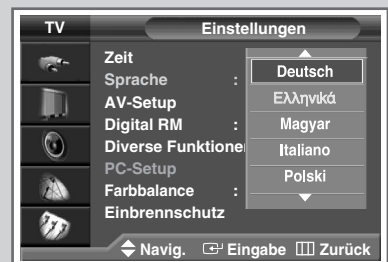 TV Einstellungen
Zeit
Sprache :
AV-Setup
Digital RM :
Diverse Funktionen
PC-Setup
Farbbalance :
Einbrennschutz
Deutsch
Ελληνικά
Magyar
Italiano
Polski
Navig. Eingabe Zurück